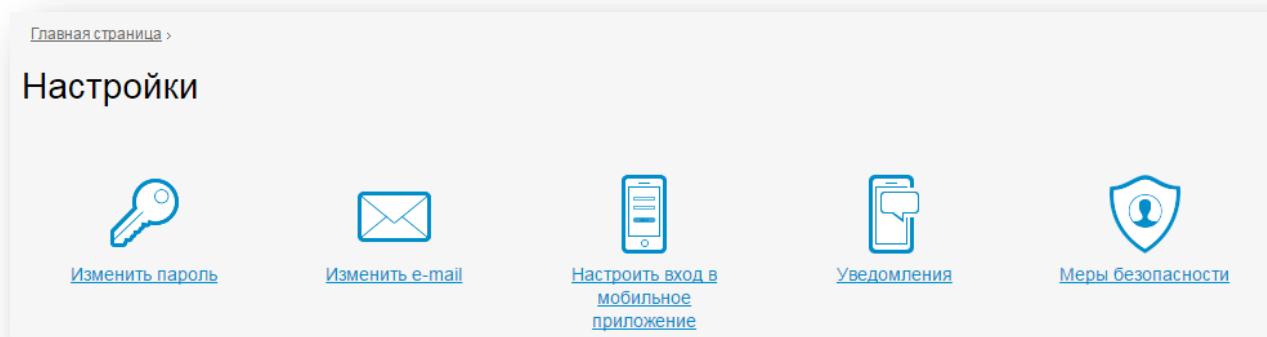 Главная страница ›
Настройки
Изменить пароль
Изменить e-mail
Настроить вход в
мобильное
приложение
Уведомления
Меры безопасности